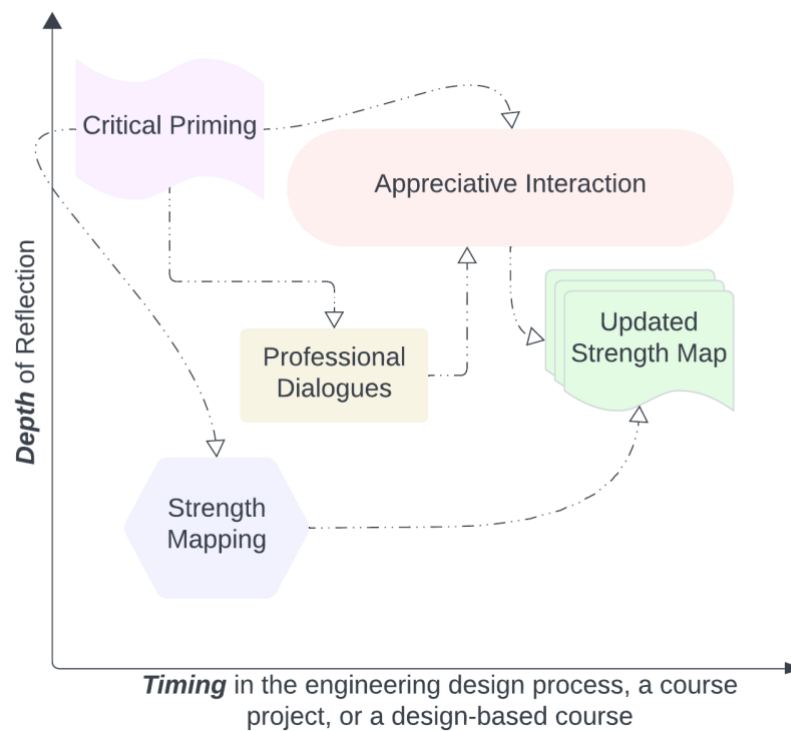 Critical Priming
Appreciative Interaction
Updated
Strength Map
Professional
Dialogues
Strength
Mapping
Depth of Reflection
Timing in the engineering design process, a course
project, or a design-based course